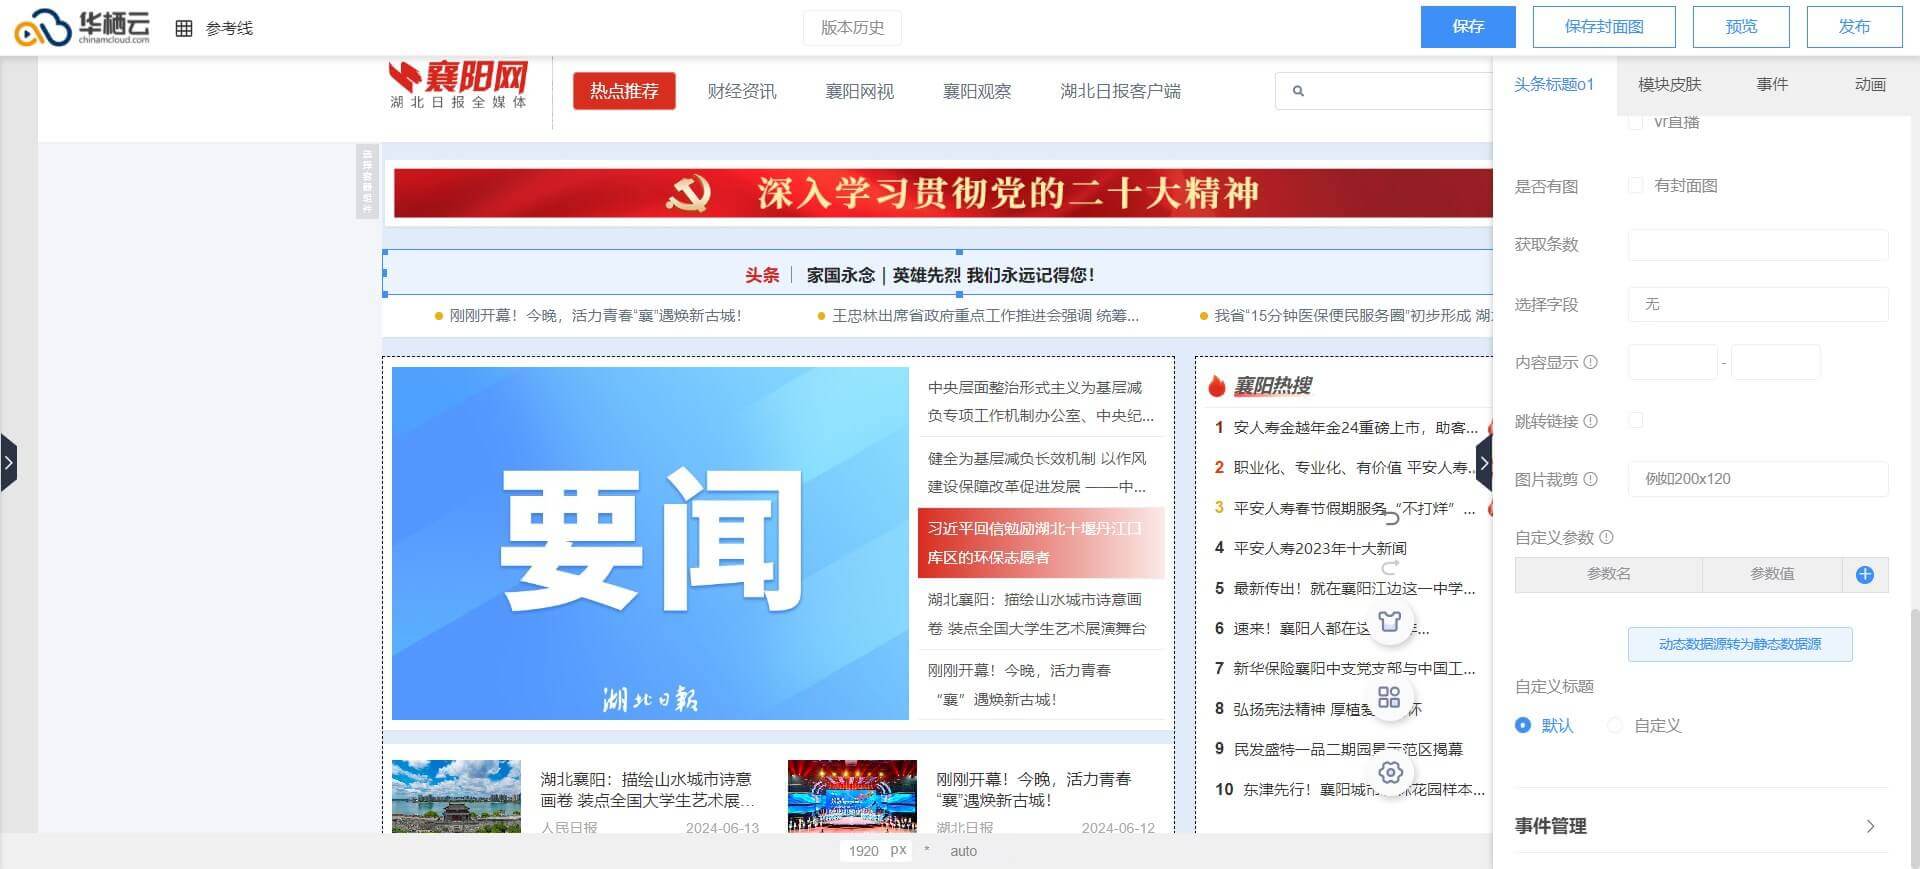 华栖云
chinamcloud.com
参考线
版本历史
保存
保存封面图
预览
发布
襄阳网
湖北日报全媒体
热点推荐
财经资讯
襄阳网视
襄阳观察
湖北日报客户端
头条标题o1
模块皮肤
事件
动画
深入学习贯彻党的二十大精神
头条
家国永念｜英雄先烈 我们永远记得您！
刚刚开幕！今晚，活力青春“襄”遇焕新古城！
王忠林出席省政府重点工作推进会强调 统筹...
我省“15分钟医保便民服务圈”初步形成 湖
要闻
湖北日报
中央层面整治形式主义为基层减
负专项工作机制办公室、中央纪...
健全为基层减负长效机制 以作风
建设保障改革促进发展 ——中...
习近平回信勉励湖北十堰丹江口
库区的环保志愿者
湖北襄阳：描绘山水城市诗意画
卷 装点全国大学生艺术展演舞台
刚刚开幕！今晚，活力青春
“襄”遇焕新古城！
襄阳热搜
1 安人寿金越年金24重磅上市，助客...
2 职业化、专业化、有价值 平安人寿...
3 平安人寿春节假期服务“不打烊”...
4 平安人寿2023年十大新闻
5 最新传出！就在襄阳江边这一中学...
6 速来！襄阳人都在这...
7 新华保险襄阳中支党支部与中国工...
8 弘扬宪法精神 厚植爱
9 民发盛特一品二期园景示范区揭幕
10 东津先行！襄阳城市 花园样本...
湖北襄阳：描绘山水城市诗意
画卷 装点全国大学生艺术展...
人民日报
2024-06-13
刚刚开幕！今晚，活力青春
“襄”遇焕新古城！
湖北日报
2024-06-12
1920 px * auto
vr直播
是否有图
有封面图
获取条数
选择字段
无
内容显示
-
跳转链接
图片裁剪
例如200x120
自定义参数
参数名
参数值
动态数据源转为静态数据源
自定义标题
默认
自定义
事件管理